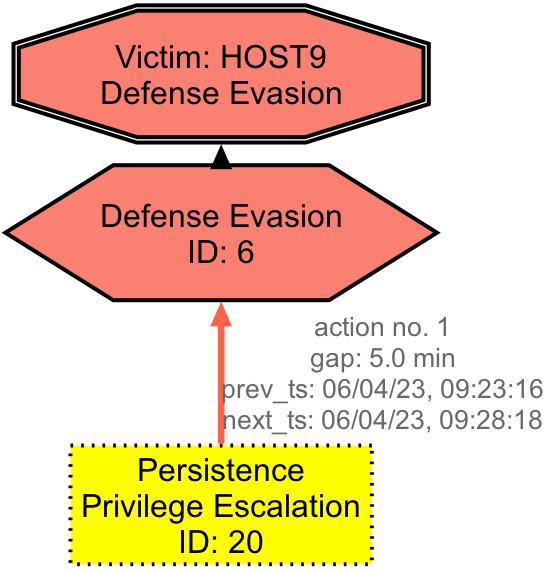 Victim: HOST9
Defense Evasion
Defense Evasion
ID: 6
action no. 1
gap: 5.0 min
prev_ts: 06/04/23, 09:23:16
next_ts: 06/04/23, 09:28:18
Persistence
Privilege Escalation
ID: 20